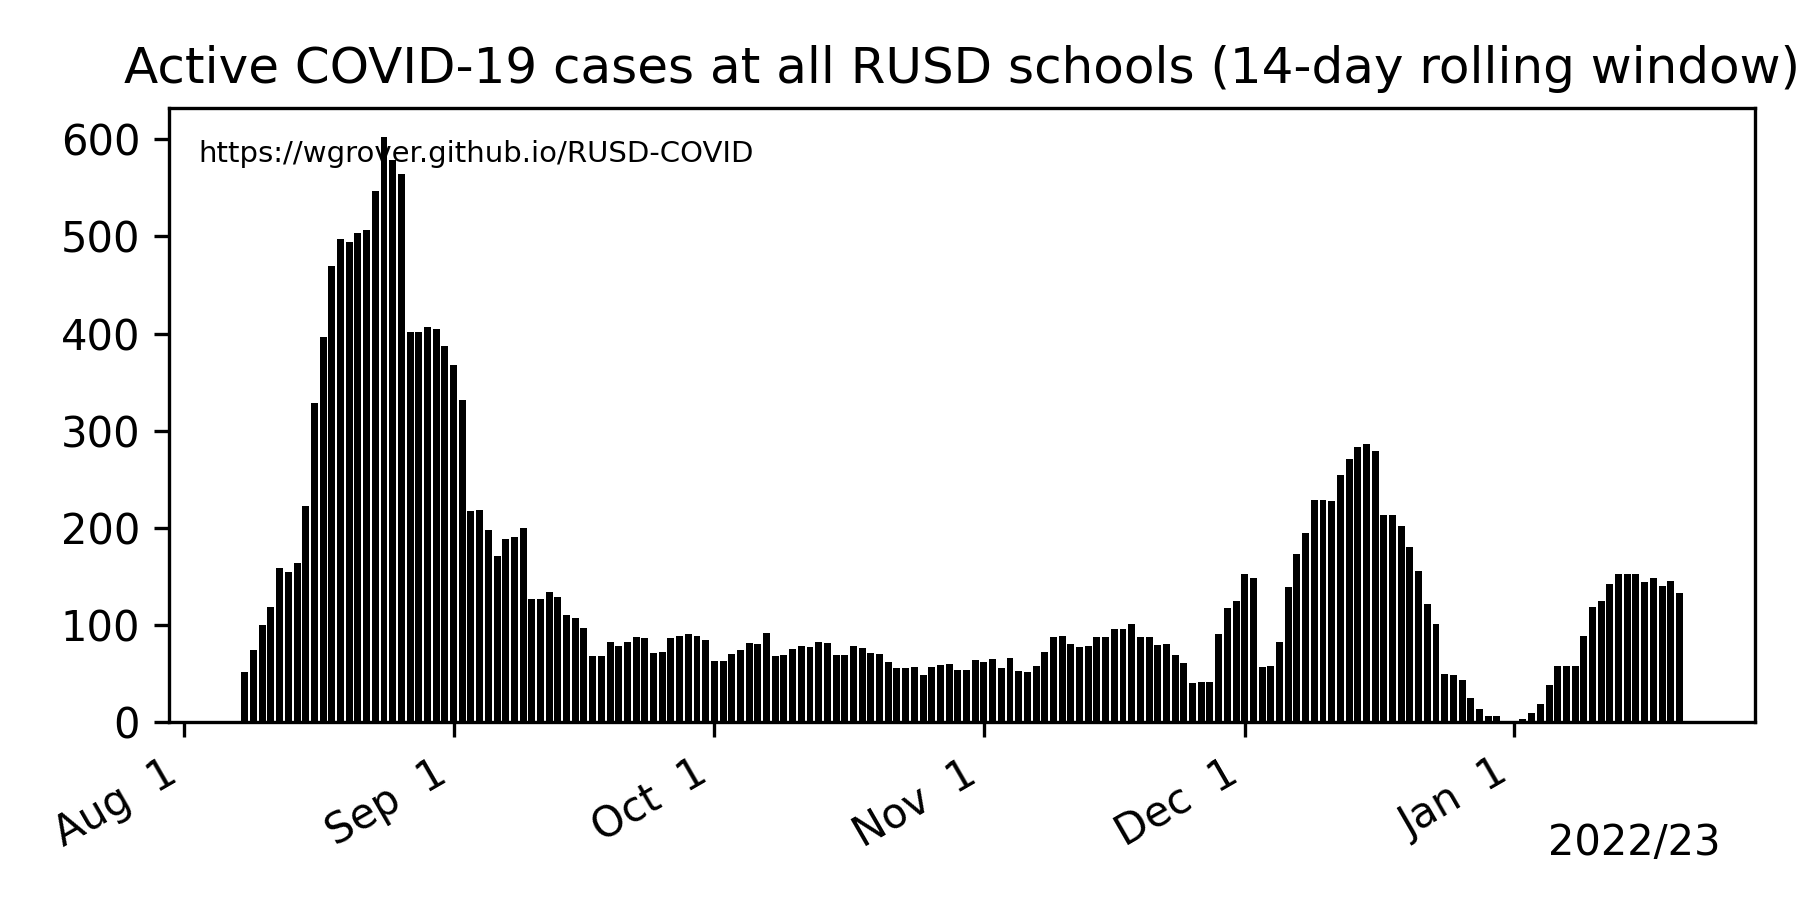 Active COVID-19 cases at all RUSD schools (14-day rolling window)
https://wgrover.github.io/RUSD-COVID
600
500
400
300
200
100
0
Aug 1
Sep 1
Oct 1
Nov 1
Dec 1
Jan 1
2022/23